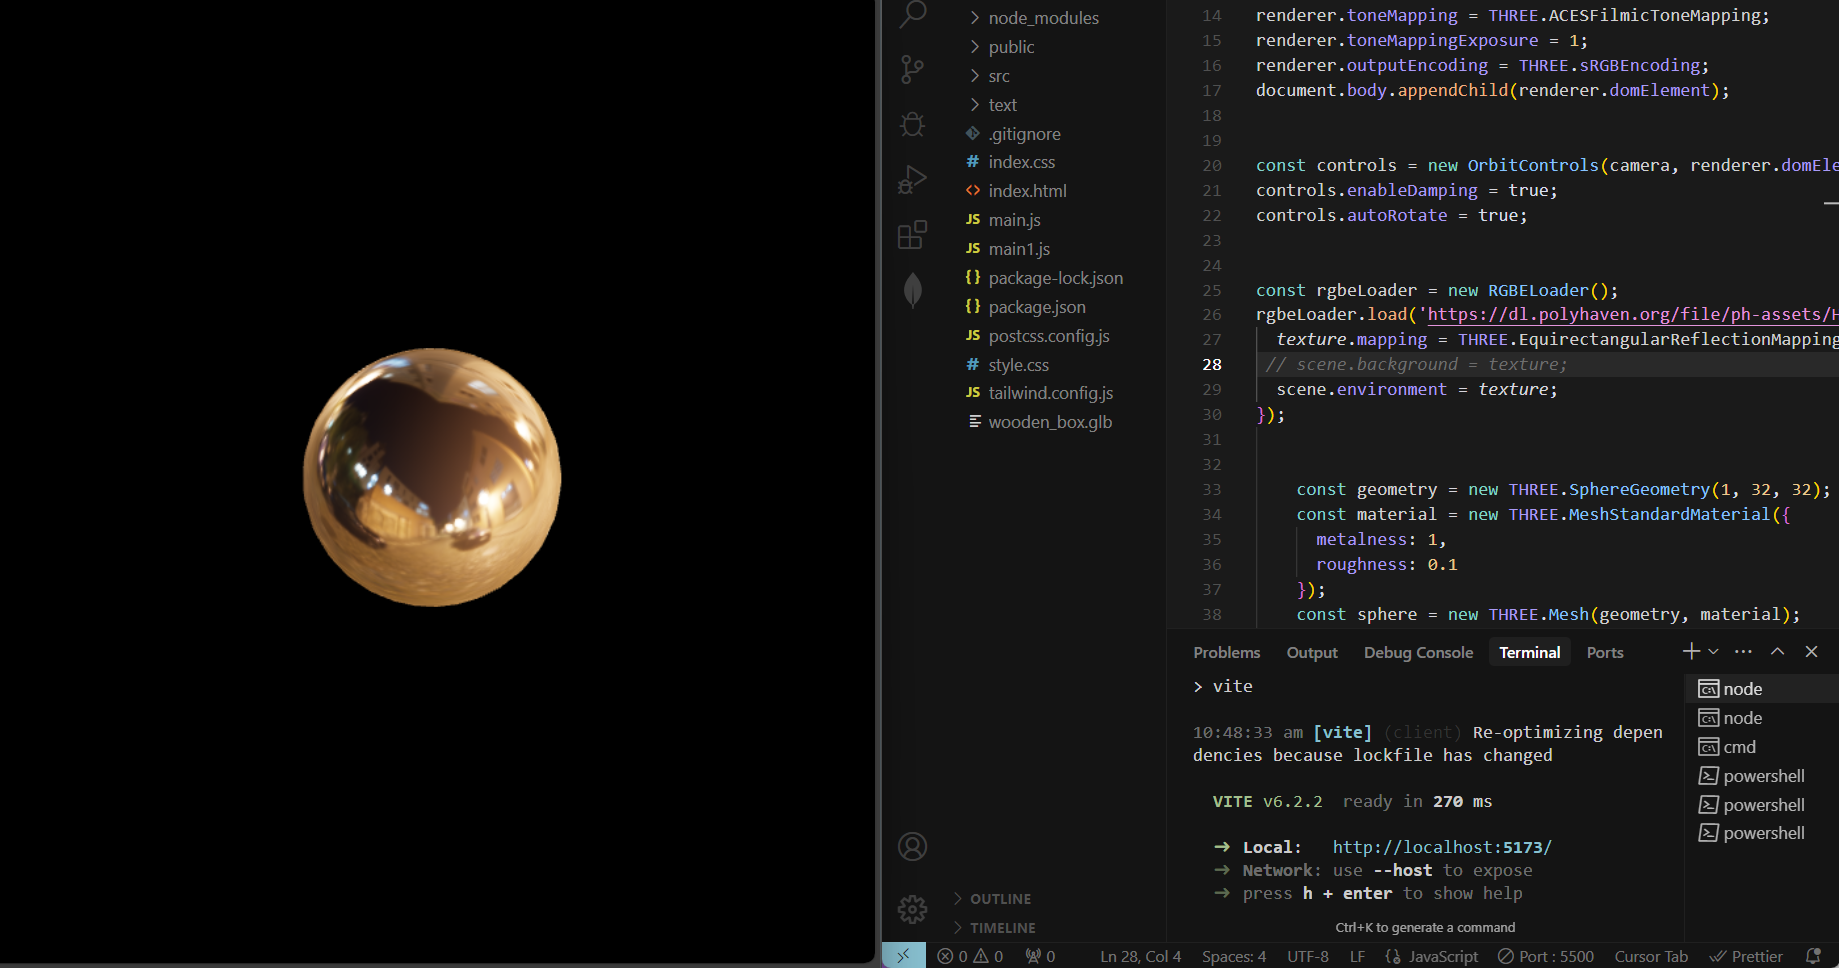 node_modules
public
src
text
.gitignore
# index.css
<> index.html
JS main.js
JS main1.js
{} package-lock.json
{} package.json
JS postcss.config.js
# style.css
JS tailwind.config.js
wooden_box.glb
OUTLINE
TIMELINE
14 renderer.toneMapping = THREE.ACESFilmicToneMapping;
15 renderer.toneMappingExposure = 1;
16 renderer.outputEncoding = THREE.sRGBEncoding;
17 document.body.appendChild(renderer.domElement);
18
19
20 const controls = new OrbitControls(camera, renderer.domEle
21 controls.enableDamping = true;
22 controls.autoRotate = true;
23
24
25 const rgbeLoader = new RGBELoader();
26 rgbeLoader.load('https://dl.polyhaven.org/file/ph-assets/H
27 texture.mapping = THREE.EquirectangularReflectionMapping
28 // scene.background = texture;
29 scene.environment = texture;
30 });
31
32
33 const geometry = new THREE.SphereGeometry(1, 32, 32);
34 const material = new THREE.MeshStandardMaterial({
35 metalness: 1,
36 roughness: 0.1
37 });
38 const sphere = new THREE.Mesh(geometry, material);
Problems Output Debug Console Terminal Ports
> vite
10:48:33 am [vite] (client) Re-optimizing depen
dencies because lockfile has changed
VITE v6.2.2 ready in 270 ms
➜ Local: http://localhost:5173/
➜ Network: use --host to expose
➜ press h + enter to show help
Ctrl+K to generate a command
node
node
cmd
powershell
powershell
powershell
0 0 0 Ln 28, Col 4 Spaces: 4 UTF-8 LF JavaScript Port : 5500 Cursor Tab Prettier